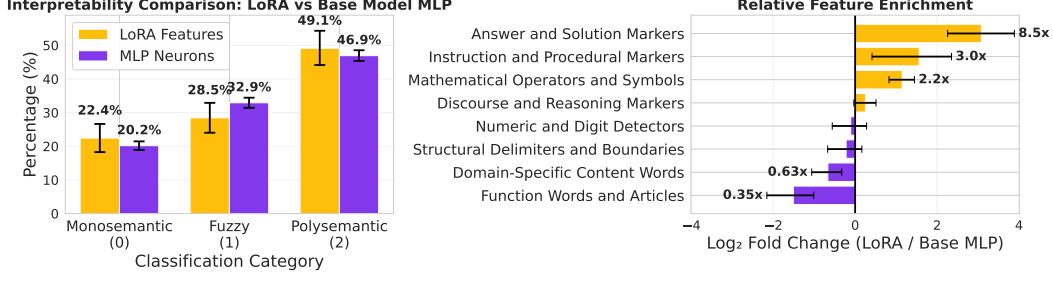 Interpretability Comparison: LoRA vs Base Model MLP
LoRA Features
MLP Neurons
Percentage (%)
50
40
30
20
10
0
22.4%
20.2%
28.5%
32.9%
49.1%
46.9%
Monosemantic
(0)
Fuzzy
(1)
Polysemantic
(2)
Classification Category
Relative Feature Enrichment
Answer and Solution Markers
8.5x
Instruction and Procedural Markers
3.0x
Mathematical Operators and Symbols
2.2x
Discourse and Reasoning Markers
Numeric and Digit Detectors
Structural Delimiters and Boundaries
Domain-Specific Content Words
0.63x
Function Words and Articles
0.35x
−4 −2 0 2 4
Log₂ Fold Change (LoRA / Base MLP)